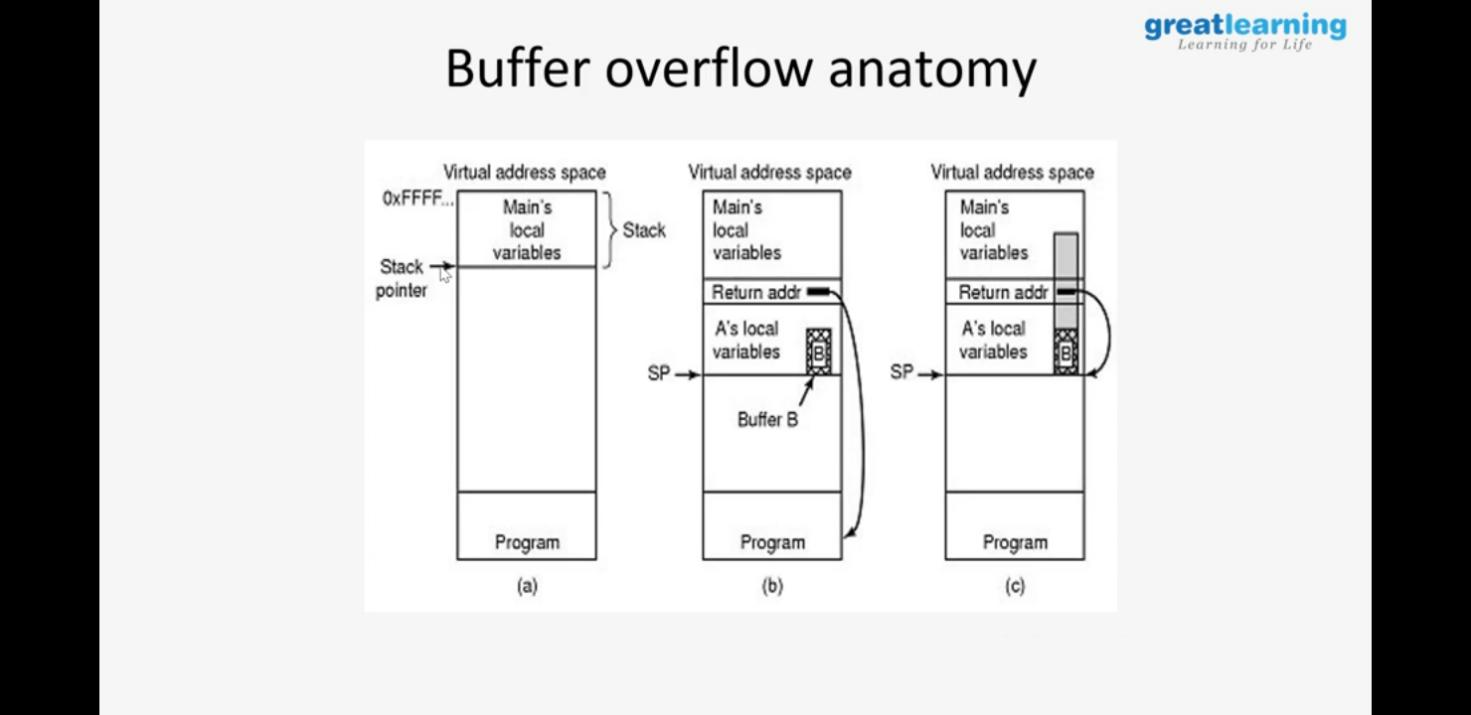 greatlearning
Learning for Life
Buffer overflow anatomy
Virtual address space
0xFFFF...
Main's
local
variables
Stack
Stack
pointer
Program
(a)
Virtual address space
Main's
local
variables
Return addr
A's local
variables
B
SP
Buffer B
Program
(b)
Virtual address space
Main's
local
variables
Return addr
A's local
variables
B
SP
Program
(c)